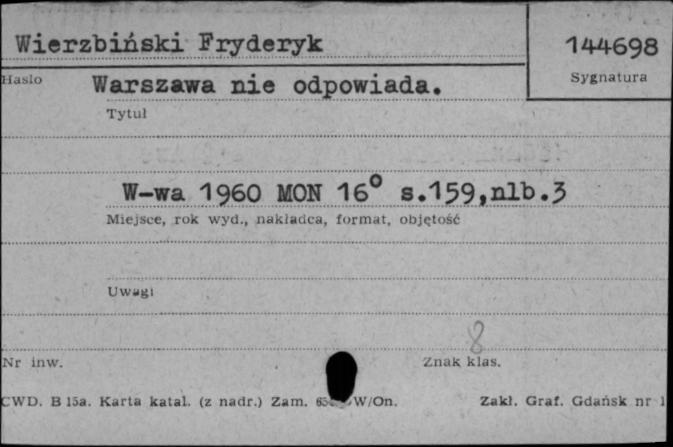 Wierzbiński Fryderyk
144698
Hasło
Sygnatura
Warszawa nie odpowiada.
Tytuł
W-wa 1960 MON 16° s.159,nlb.3
Miejsce, rok wyd., nakładca, format, objętość
Uwagi
8
Nr inw.
Znak klas.
CWD. B 15a. Karta katal. (z nadr.) Zam. W/On.
Zakł. Graf. Gdańsk nr 1